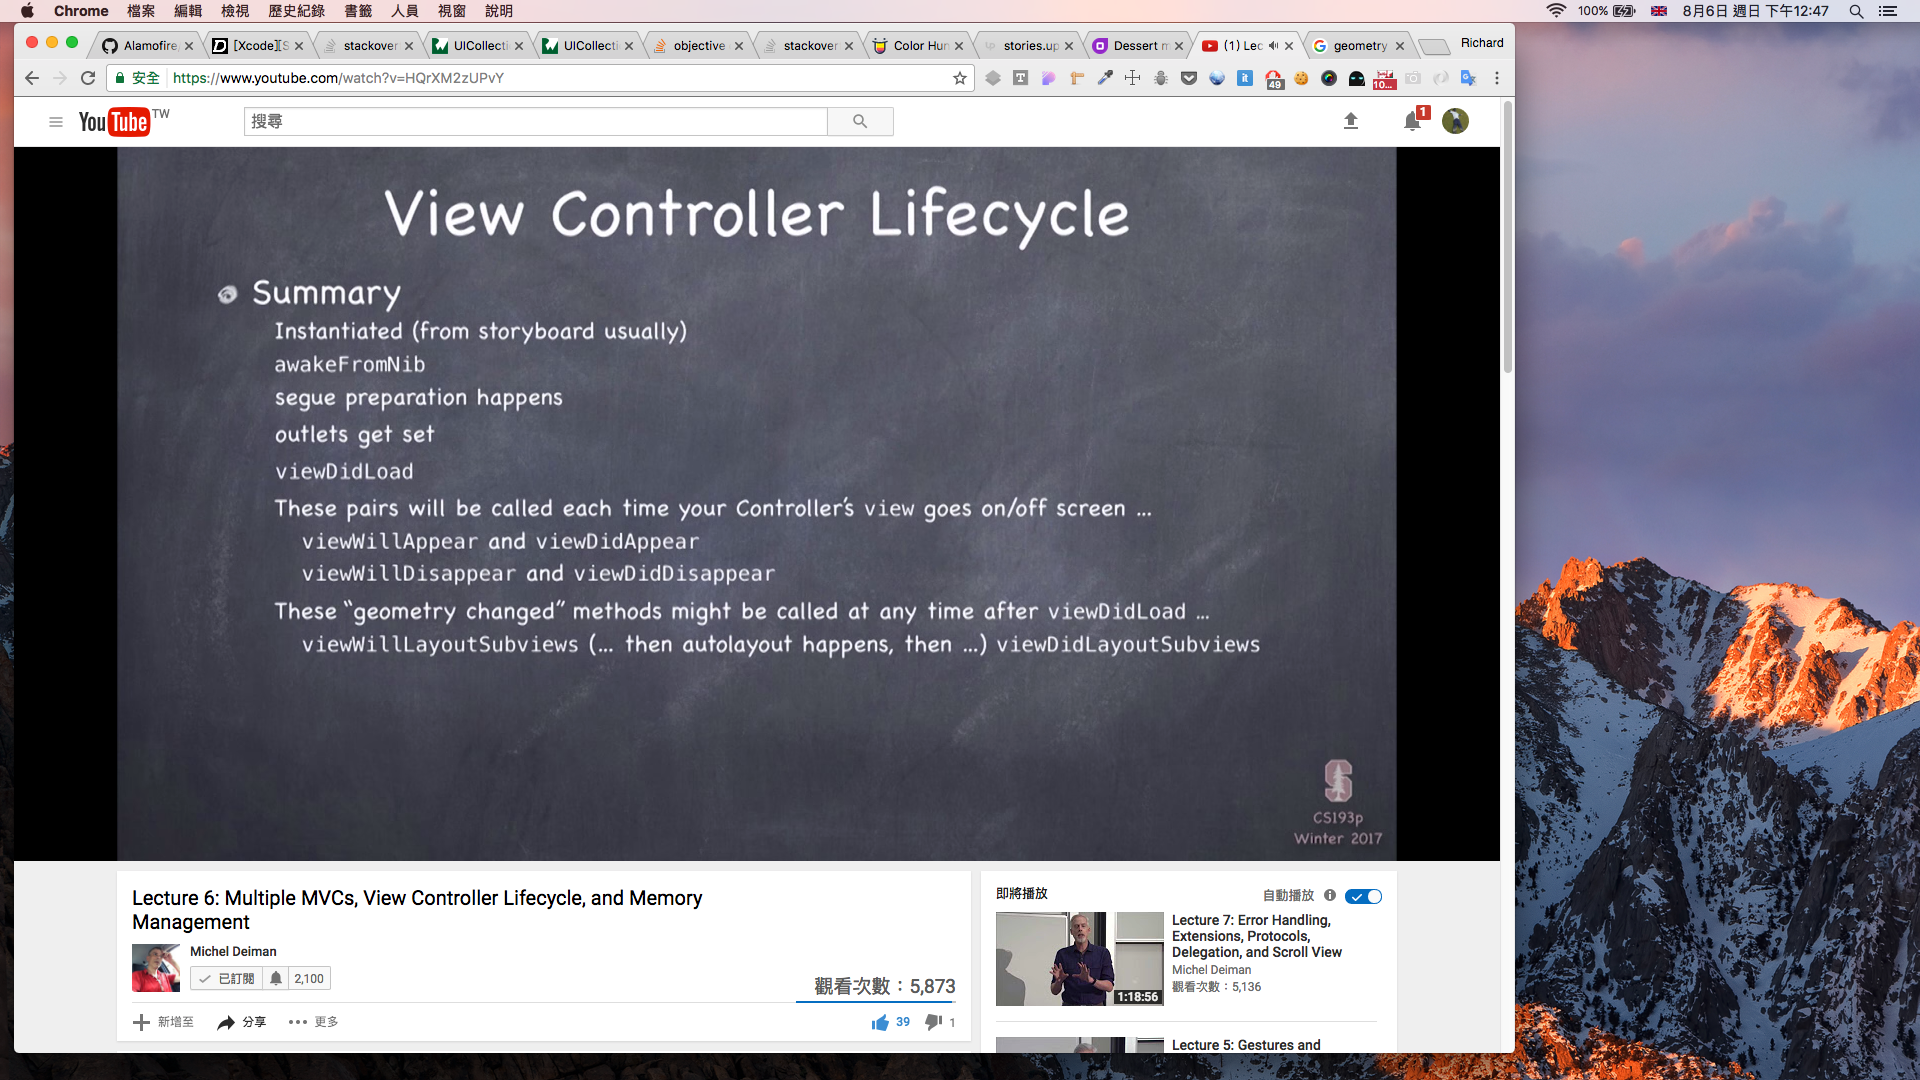 Chrome 檔案 編輯 檢視 歷史紀錄 書籤 人員 視窗 說明 100% 8月6日 週日 下午12:47
Alamofire [Xcode][S stackover UICollecti UICollecti objective stackover Color Hun stories.up Dessert m (1) Lec geometry Richard
安全 https://www.youtube.com/watch?v=HQrXM2zUPvY 49 10...
YouTube TW 搜尋 1
View Controller Lifecycle
Summary
Instantiated (from storyboard usually)
awakeFromNib
segue preparation happens
outlets get set
viewDidLoad
These pairs will be called each time your Controller's view goes on/off screen ...
viewWillAppear and viewDidAppear
viewWillDisappear and viewDidDisappear
These “geometry changed” methods might be called at any time after viewDidLoad ...
viewWillLayoutSubviews (... then autolayout happens, then ...) viewDidLayoutSubviews
S
CS193p
Winter 2017
Lecture 6: Multiple MVCs, View Controller Lifecycle, and Memory
Management
Michel Deiman
已訂閱 2,100
觀看次數：5,873
新增至 分享 更多 39 1
即將播放 自動播放
Lecture 7: Error Handling,
Extensions, Protocols,
Delegation, and Scroll View
Michel Deiman
觀看次數：5,136
1:18:56
Lecture 5: Gestures and